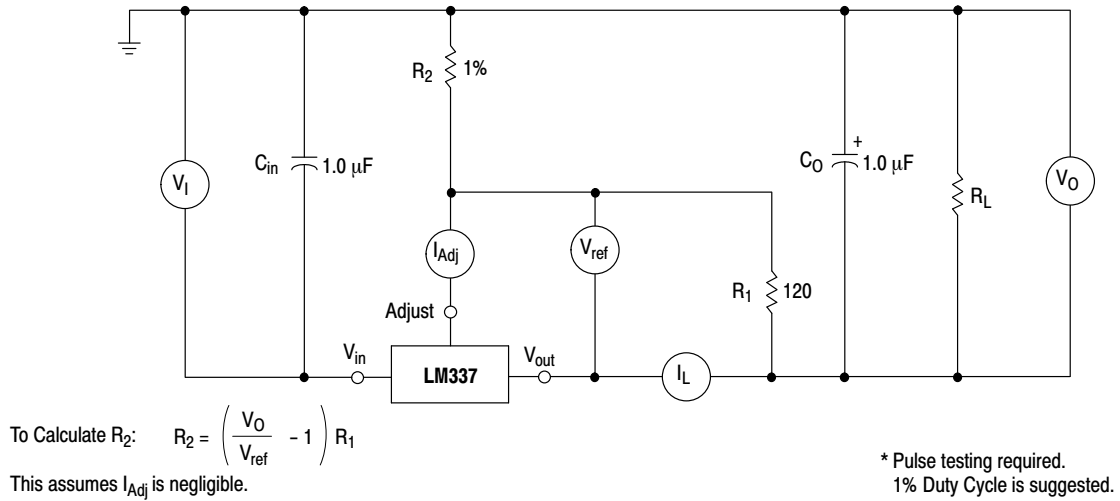 R2 1%
Cin 1.0 μF
CO + 1.0 μF
VI
RL
VO
IAdj
Vref
R1 120
Adjust
Vin
LM337
Vout
IL
To Calculate R2: R2 = (VO / Vref − 1) R1
This assumes IAdj is negligible.
* Pulse testing required.
1% Duty Cycle is suggested.